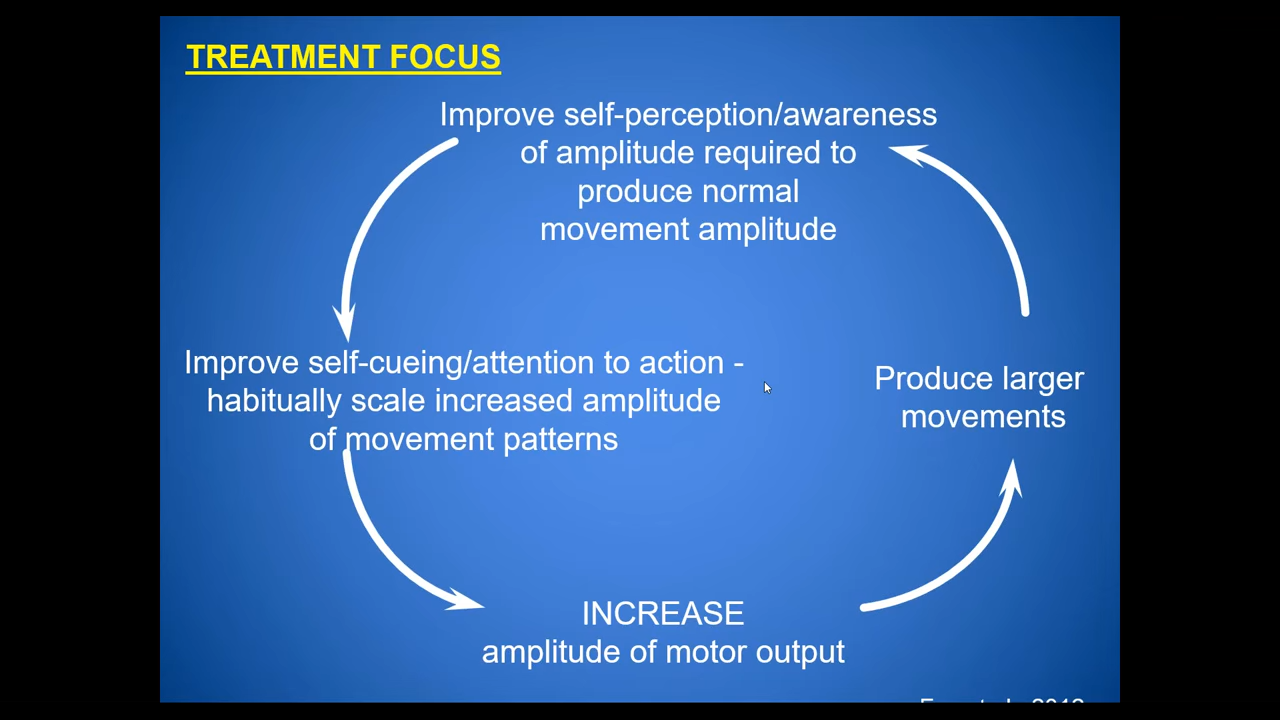 TREATMENT FOCUS
Improve self-perception/awareness
of amplitude required to
produce normal
movement amplitude
Improve self-cueing/attention to action -
habitually scale increased amplitude
of movement patterns
Produce larger
movements
INCREASE
amplitude of motor output